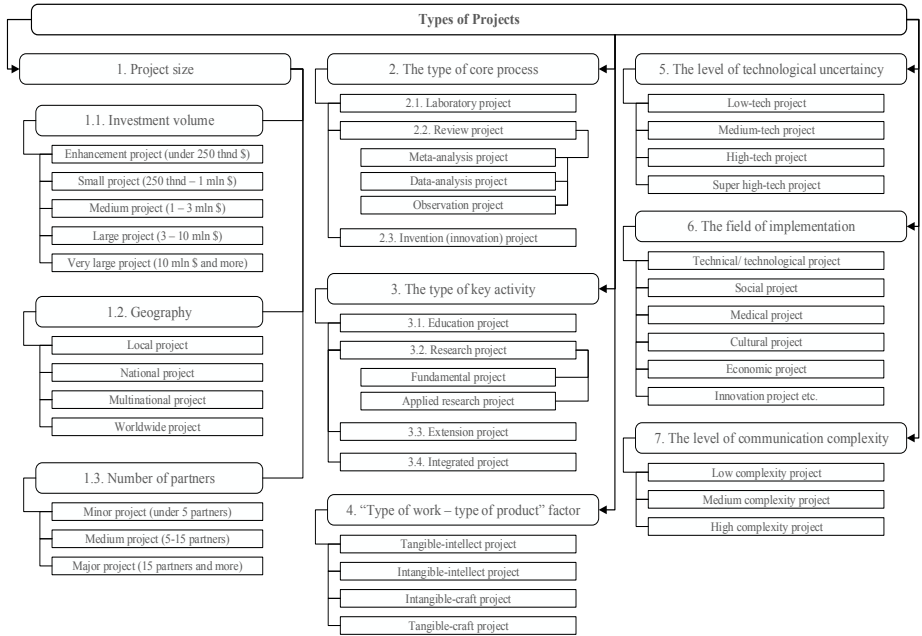 Types of Projects
1. Project size
1.1. Investment volume
Enhancement project (under 250 thnd $)
Small project (250 thnd – 1 mln $)
Medium project (1 – 3 mln $)
Large project (3 – 10 mln $)
Very large project (10 mln $ and more)
1.2. Geography
Local project
National project
Multinational project
Worldwide project
1.3. Number of partners
Minor project (under 5 partners)
Medium project (5-15 partners)
Major project (15 partners and more)
2. The type of core process
2.1. Laboratory project
2.2. Review project
Meta-analysis project
Data-analysis project
Observation project
2.3. Invention (innovation) project
3. The type of key activity
3.1. Education project
3.2. Research project
Fundamental project
Applied research project
3.3. Extension project
3.4. Integrated project
4. “Type of work – type of product” factor
Tangible-intellect project
Intangible-intellect project
Intangible-craft project
Tangible-craft project
5. The level of technological uncertaincy
Low-tech project
Medium-tech project
High-tech project
Super high-tech project
6. The field of implementation
Technical/ technological project
Social project
Medical project
Cultural project
Economic project
Innovation project etc.
7. The level of communication complexity
Low complexity project
Medium complexity project
High complexity project